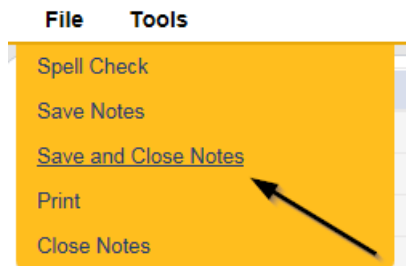 File Tools
Spell Check
Save Notes
Save and Close Notes
Print
Close Notes